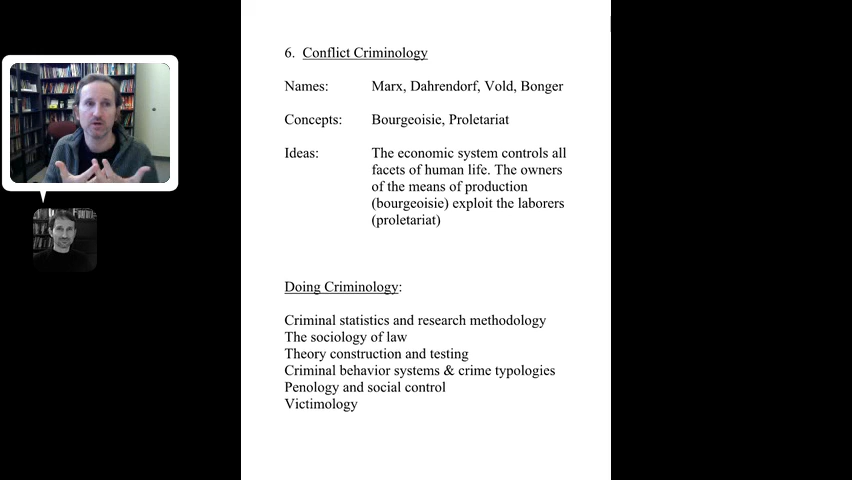 6. Conflict Criminology
Names: Marx, Dahrendorf, Vold, Bonger
Concepts: Bourgeoisie, Proletariat
Ideas: The economic system controls all
facets of human life. The owners
of the means of production
(bourgeoisie) exploit the laborers
(proletariat)
Doing Criminology:
Criminal statistics and research methodology
The sociology of law
Theory construction and testing
Criminal behavior systems & crime typologies
Penology and social control
Victimology